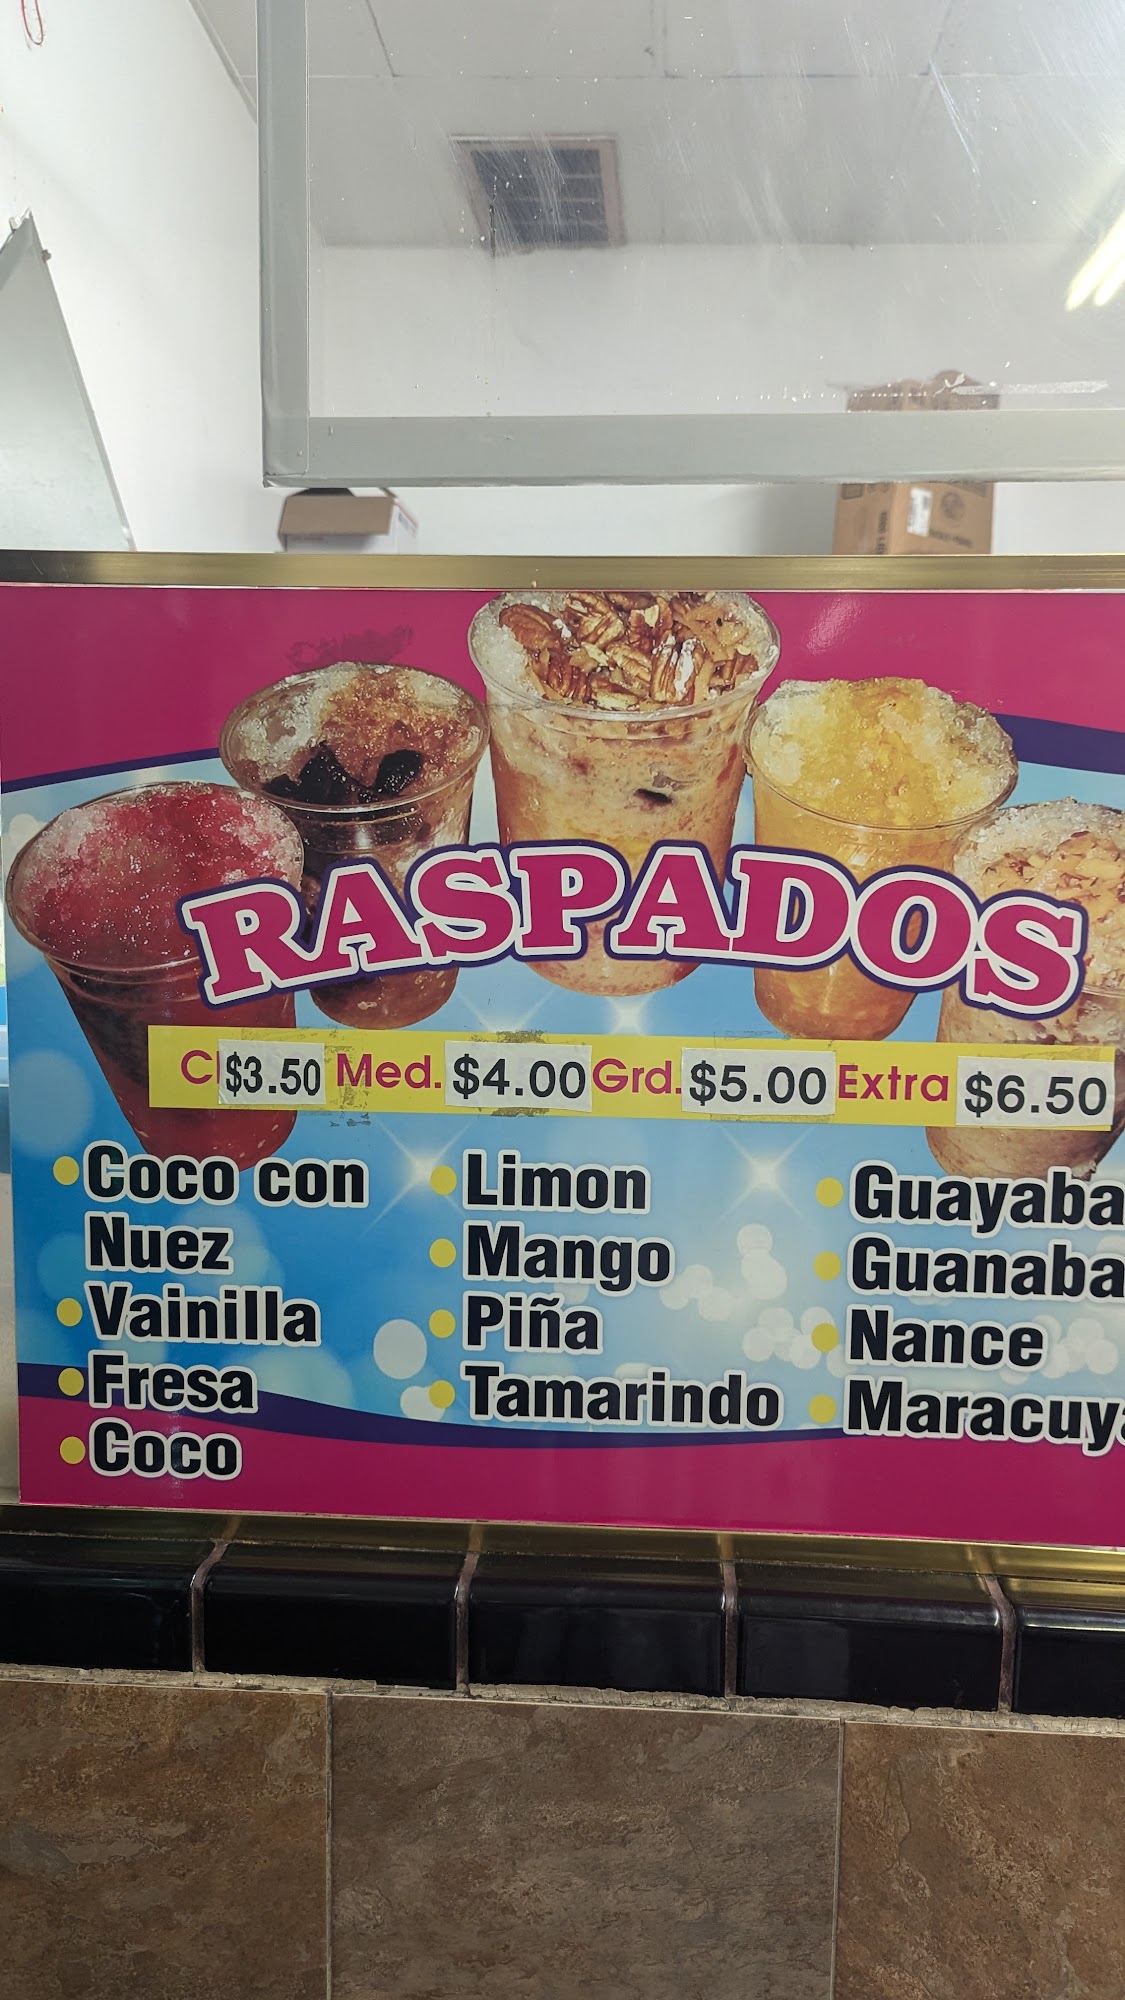 RASPADOS
$3.50 Med. $4.00 Grd. $5.00 Extra $6.50
Coco con
Nuez
Vainilla
Fresa
Coco
Limon
Mango
Piña
Tamarindo
Guayaba
Guanaba
Nance
Maracuy